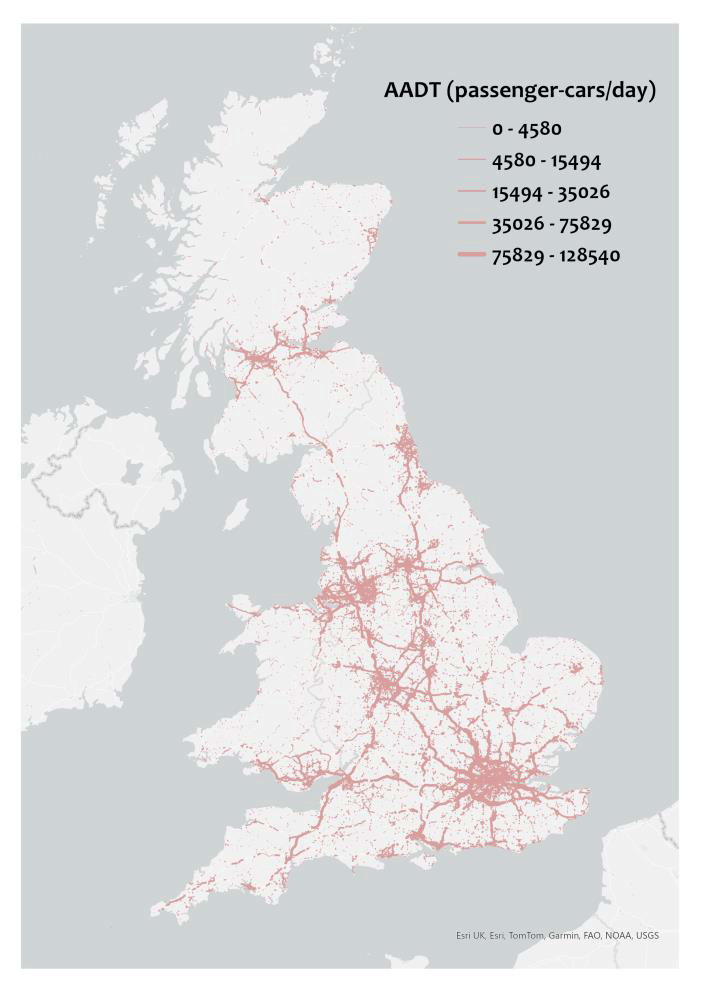 AADT (passenger-cars/day)
0 - 4580
4580 - 15494
15494 - 35026
35026 - 75829
75829 - 128540
Esri UK, Esri, TomTom, Garmin, FAO, NOAA, USGS